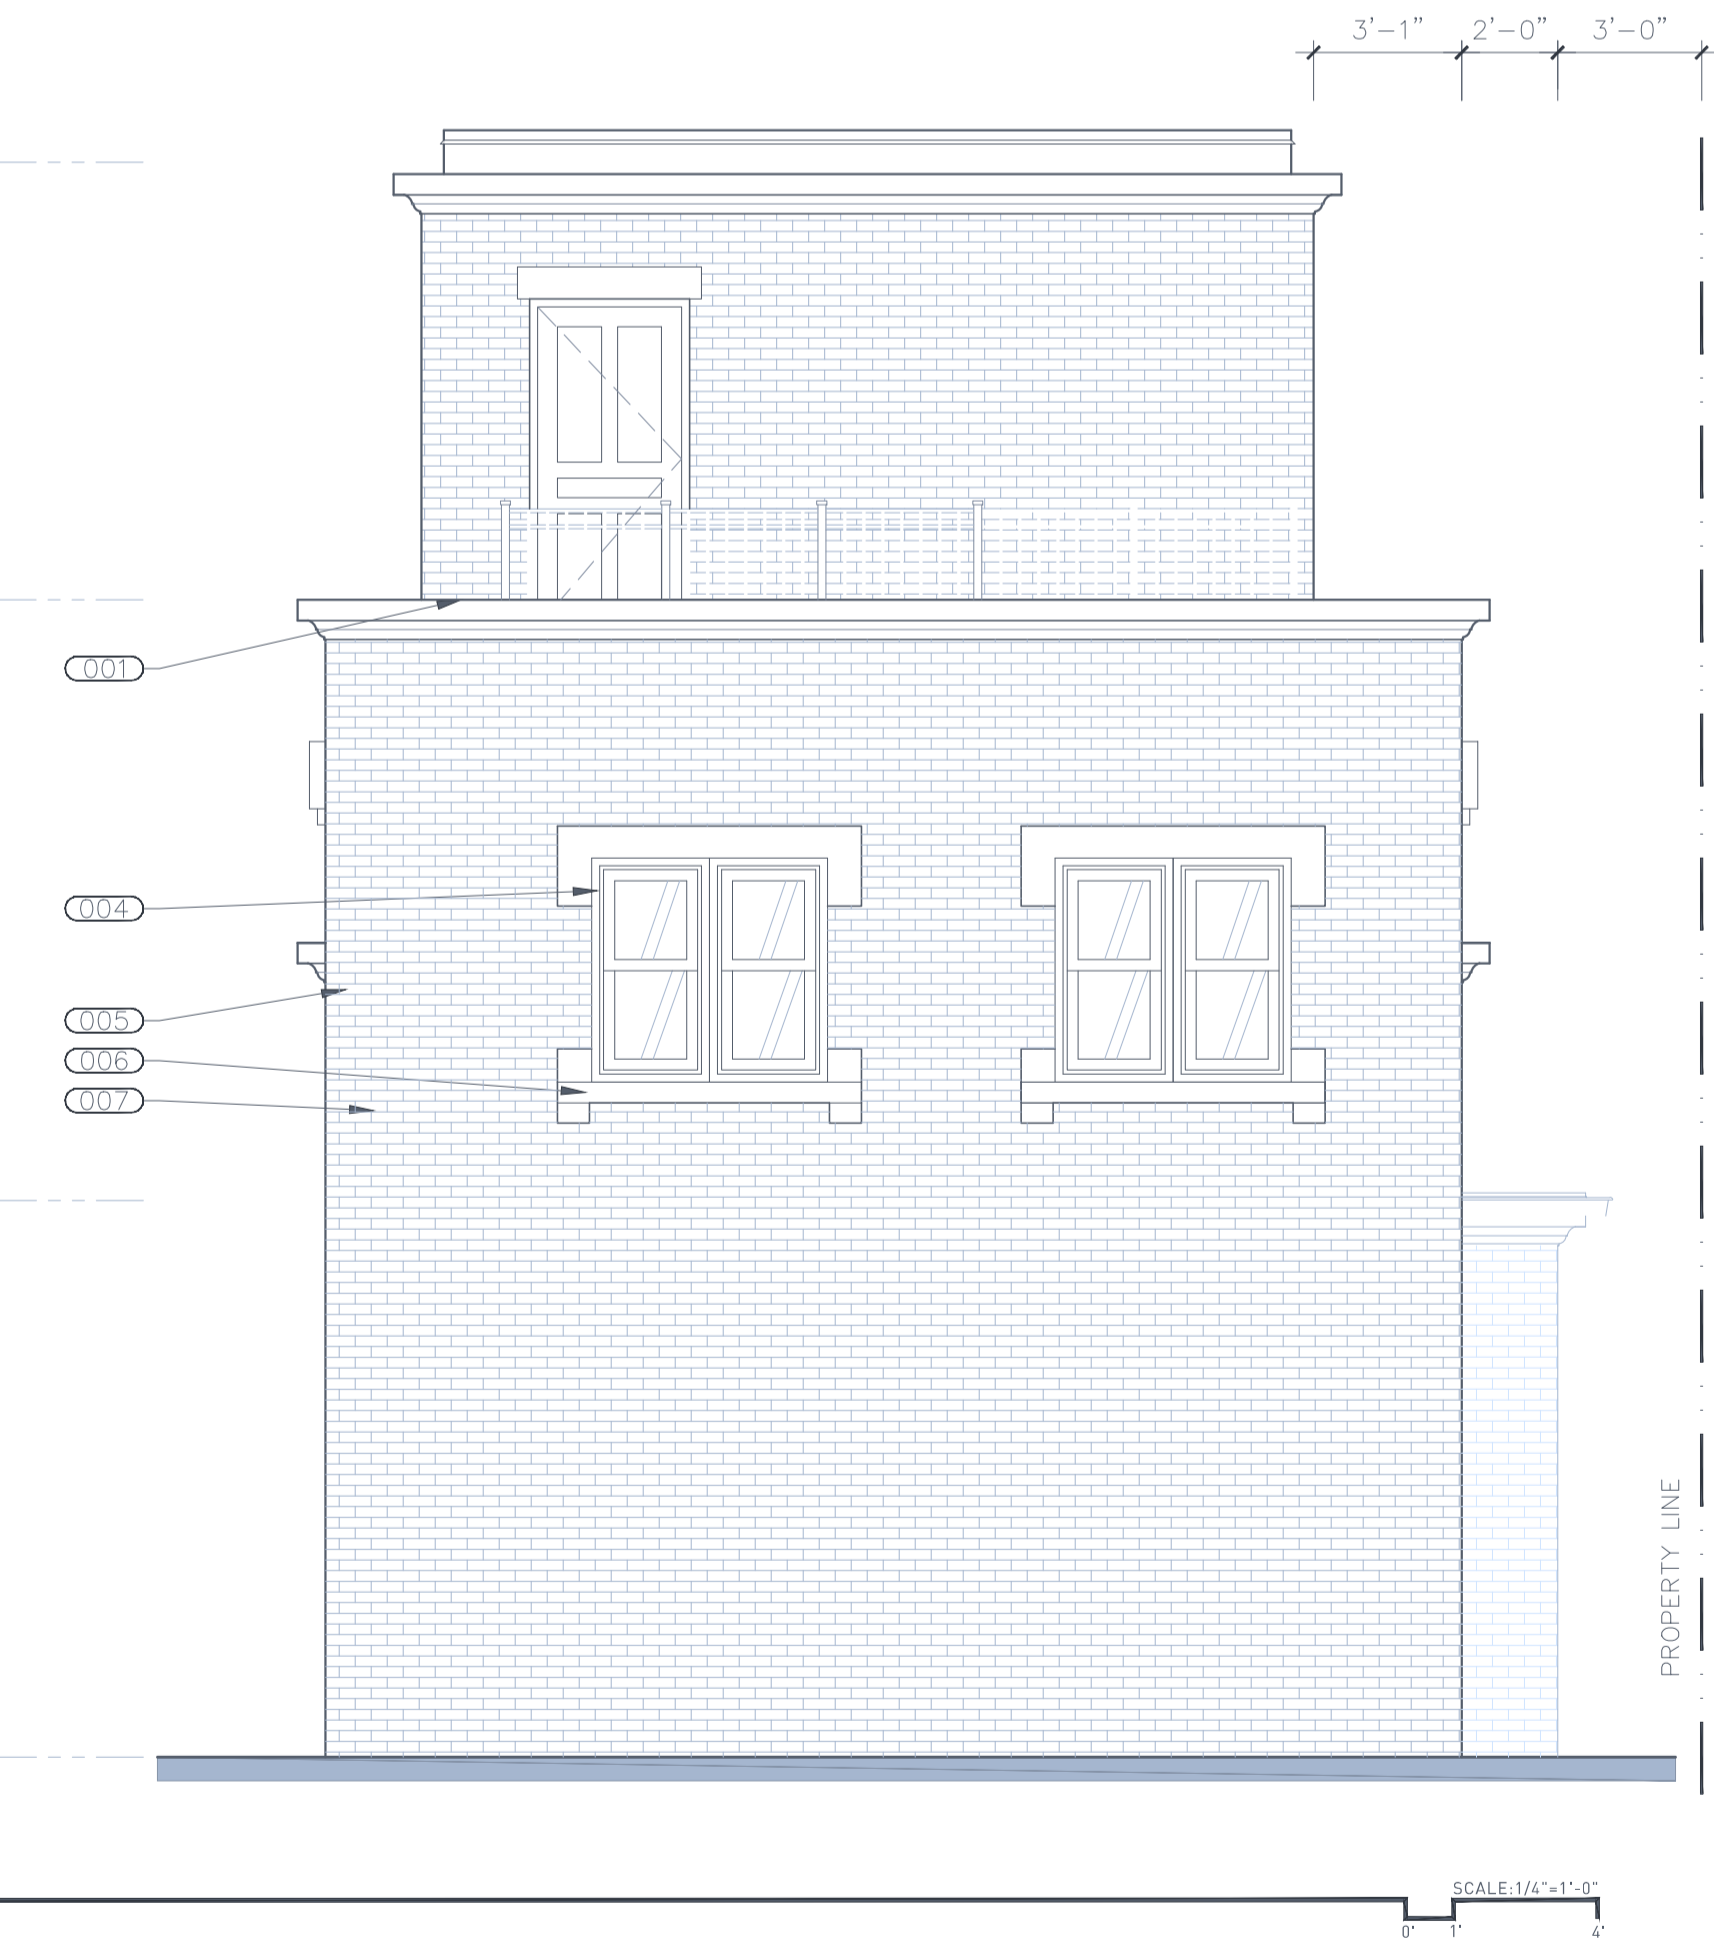 3'-1" 2'-0" 3'-0"
001
004
005
006
007
PROPERTY LINE
SCALE:1/4"=1'-0"
0' 1' 4'